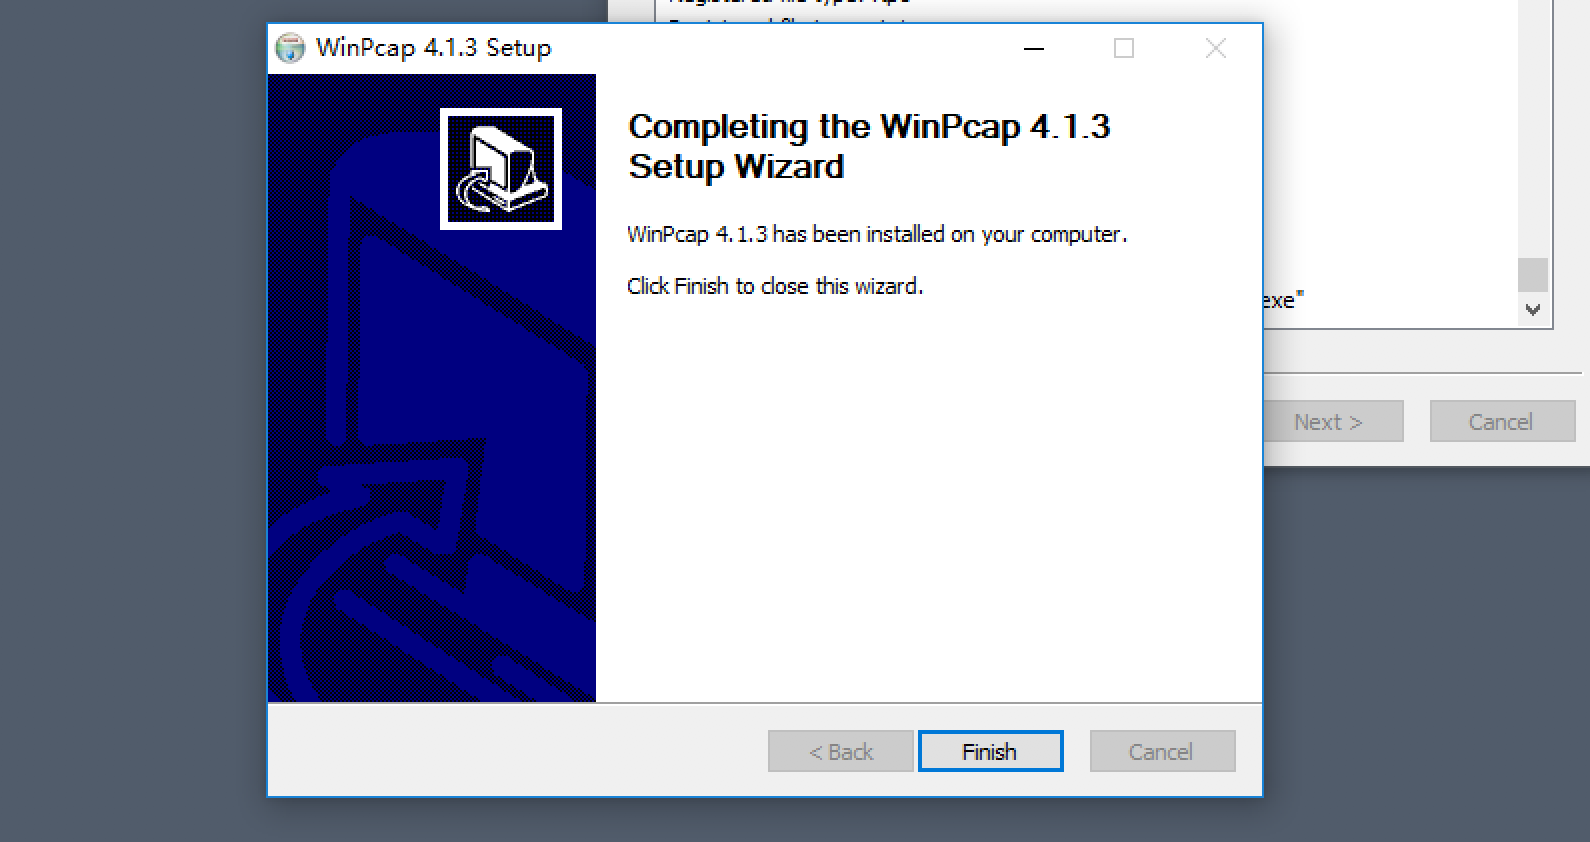 WinPcap 4.1.3 Setup
Completing the WinPcap 4.1.3
Setup Wizard
WinPcap 4.1.3 has been installed on your computer.
Click Finish to close this wizard.
exe"
Next >
Cancel
< Back
Finish
Cancel